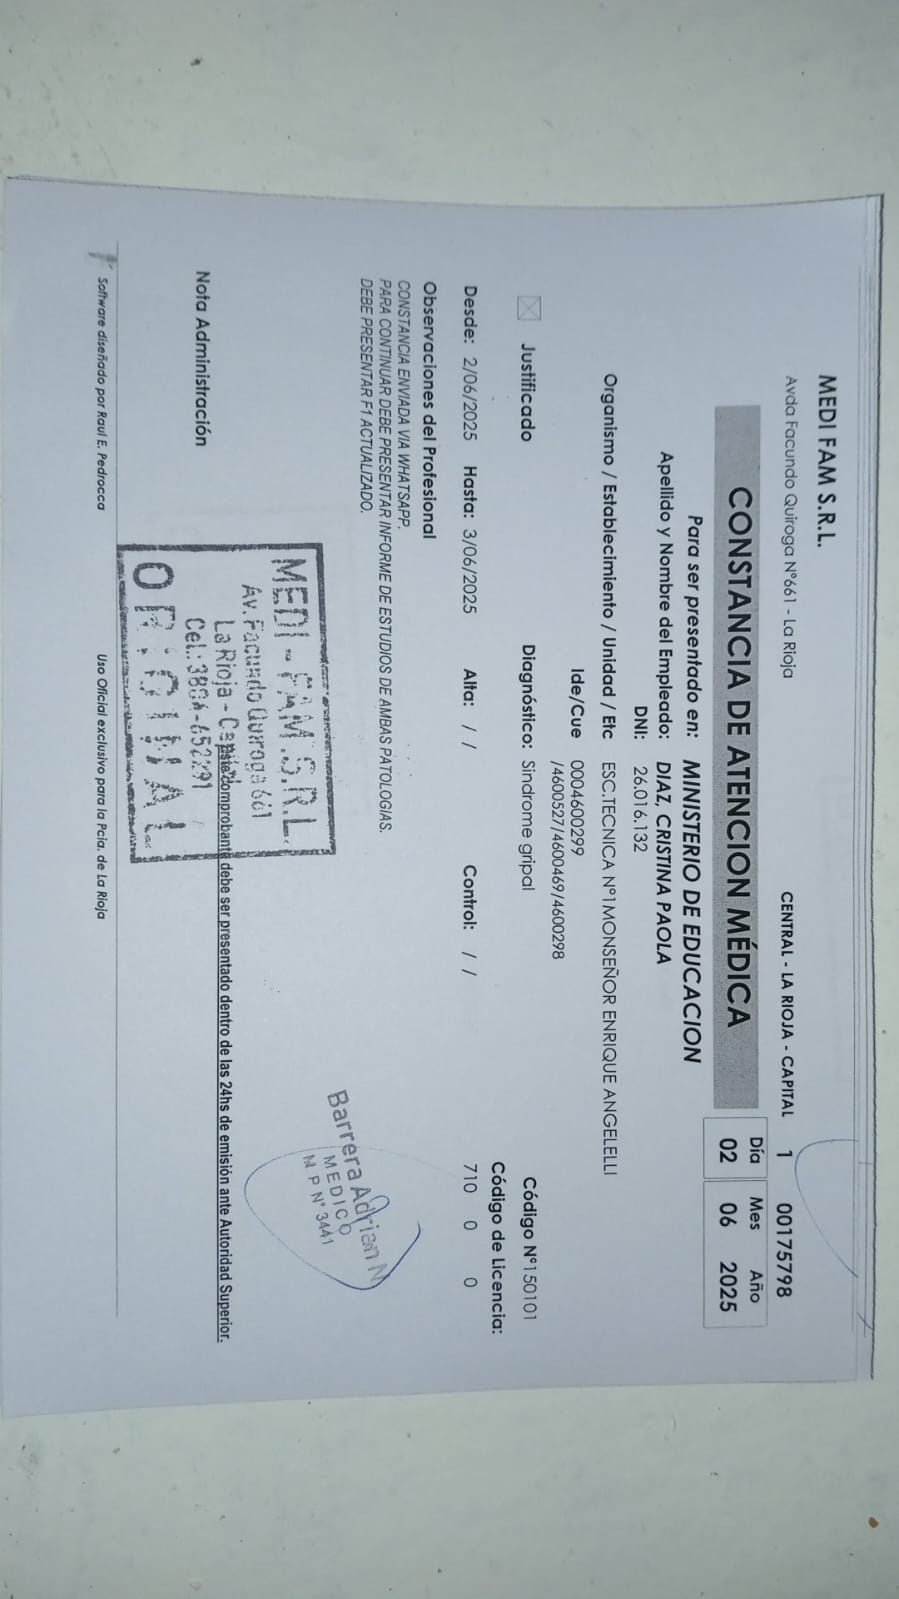 MEDI FAM S.R.L.
Avda Facundo Quiroga Nº661 - La Rioja
CENTRAL - LA RIOJA - CAPITAL 1 00175798
CONSTANCIA DE ATENCION MÉDICA
Día Mes Año
02 06 2025
Para ser presentado en: MINISTERIO DE EDUCACION
Apellido y Nombre del Empleado: DIAZ, CRISTINA PAOLA
DNI: 26.016.132
Organismo / Establecimiento / Unidad / Etc ESC.TECNICA Nº1MONSEÑOR ENRIQUE ANGELELLI
Ide/Cue 0004600299
/4600527/4600469/4600298
Justificado Diagnóstico: Sindrome gripal Código Nº150101
Código de Licencia:
Desde: 2/06/2025 Hasta: 3/06/2025 Alta: / / Control: / / 710 0 0
Observaciones del Profesional
CONSTANCIA ENVIADA VIA WHATSAPP.
PARA CONTINUAR DEBE PRESENTAR INFORME DE ESTUDIOS DE AMBAS PATOLOGIAS.
DEBE PRESENTAR F1 ACTUALIZADO.
Barrera Adrian N
MEDICO
M P Nº 3441
MEDI - FAM S.R.L.
Av. Facundo Quiroga 661
La Rioja - Capital
Cel.:
ORIGINAL
Este comprobante debe ser presentado dentro de las 24hs de emisión ante Autoridad Superior.
Nota Administración
Software diseñado por Raul E. Pedrocca Uso Oficial exclusivo para la Pcia. de La Rioja